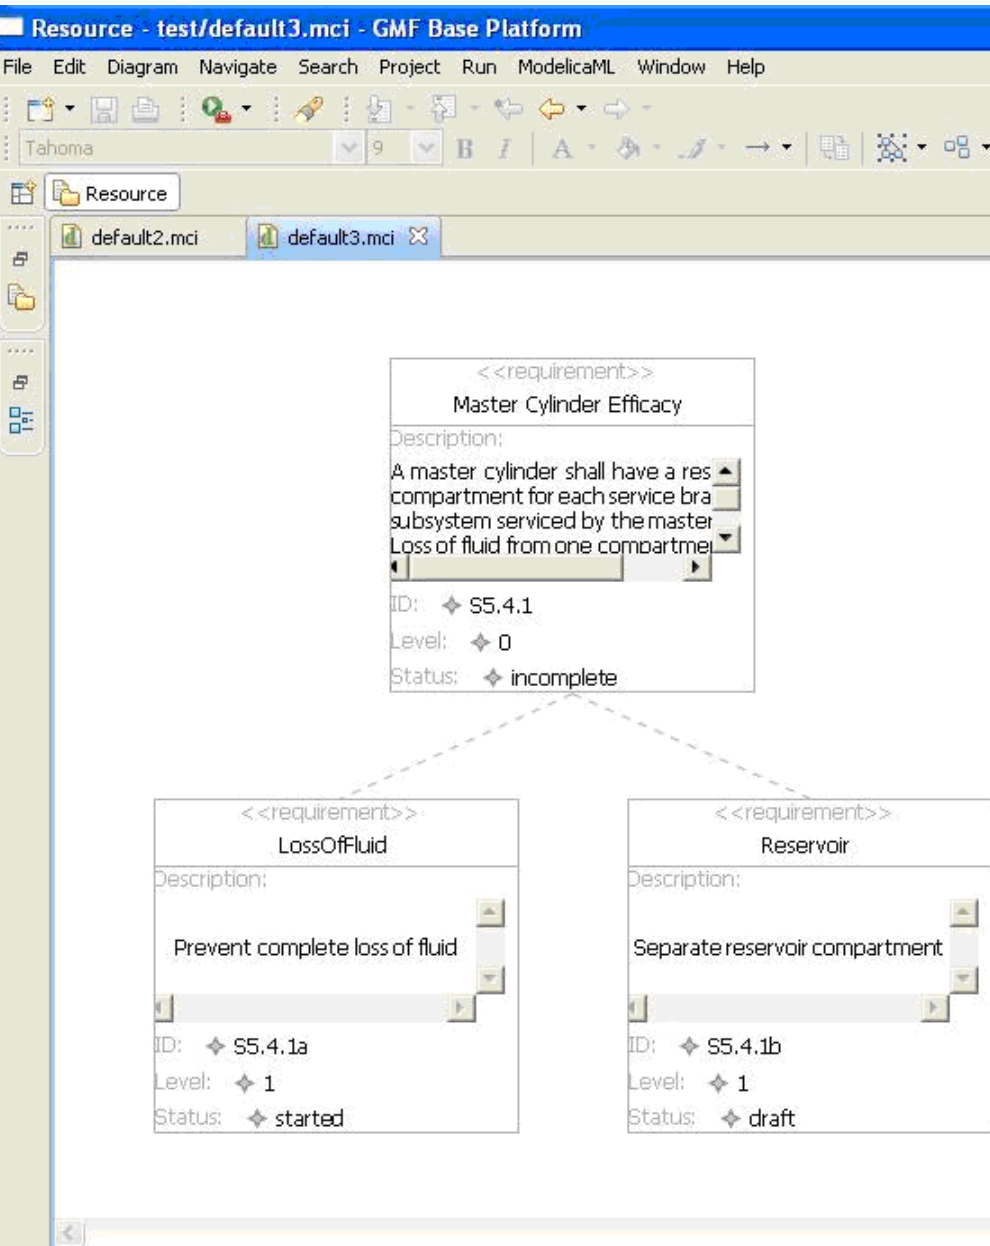 Resource - test/default3.mci - GMF Base Platform
File Edit Diagram Navigate Search Project Run ModelicaML Window Help
Tahoma 9 B I A
Resource
default2.mci default3.mci
<<requirement>>
Master Cylinder Efficacy
Description:
A master cylinder shall have a res
compartment for each service bra
subsystem serviced by the master
Loss of fluid from one compartme
ID: S5.4.1
Level: 0
Status: incomplete
<<requirement>>
LossOfFluid
Description:
Prevent complete loss of fluid
ID: S5.4.1a
Level: 1
Status: started
<<requirement>>
Reservoir
Description:
Separate reservoir compartment
ID: S5.4.1b
Level: 1
Status: draft